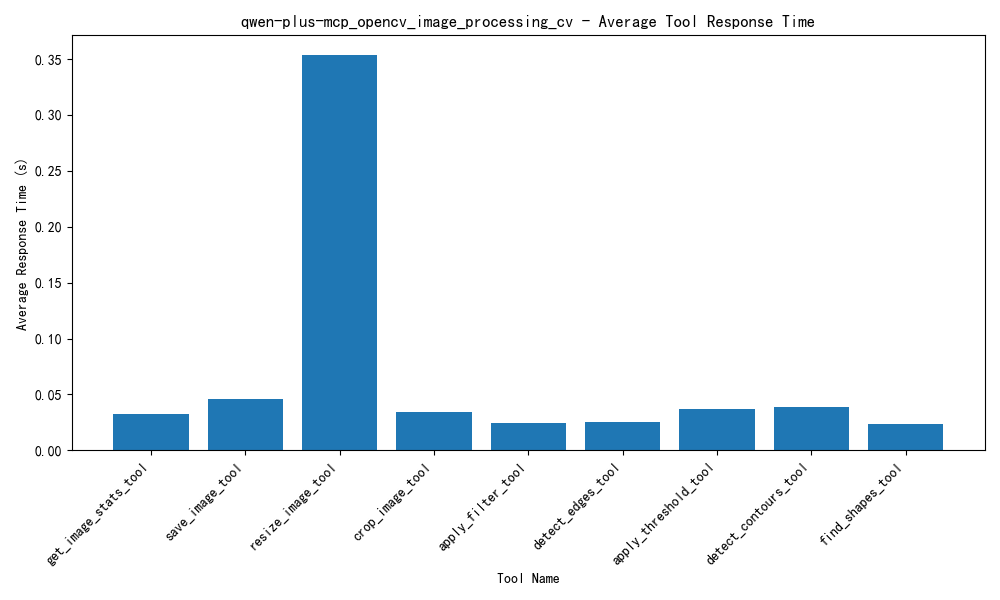 qwen-plus-mcp_opencv_image_processing_cv - Average Tool Response Time
Average Response Time (s)
0.35
0.30
0.25
0.20
0.15
0.10
0.05
0.00
get_image_stats_tool
save_image_tool
resize_image_tool
crop_image_tool
apply_filter_tool
detect_edges_tool
apply_threshold_tool
detect_contours_tool
find_shapes_tool
Tool Name